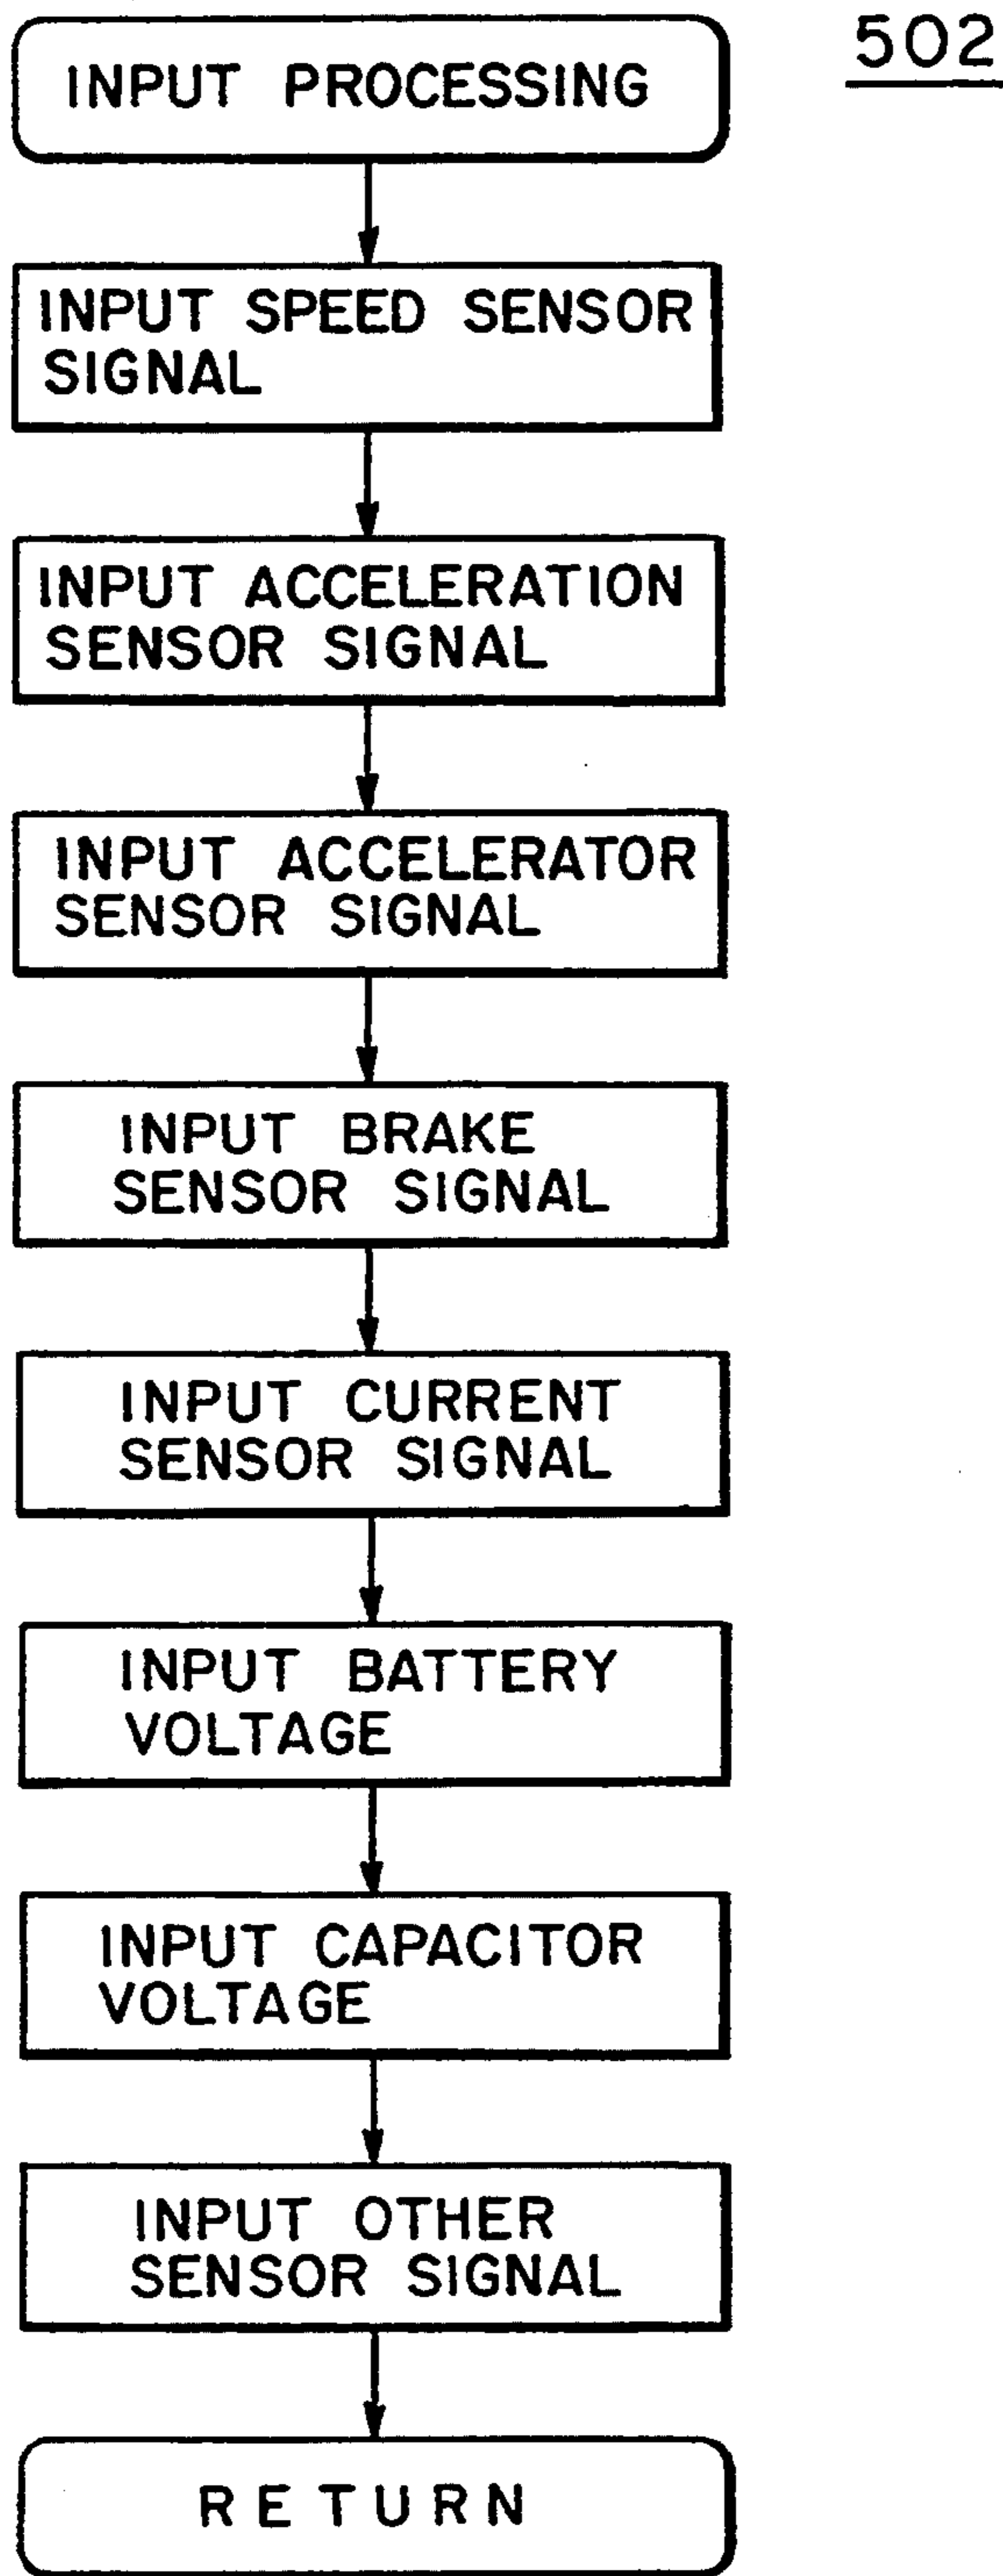 502
INPUT PROCESSING
INPUT SPEED SENSOR
SIGNAL
INPUT ACCELERATION
SENSOR SIGNAL
INPUT ACCELERATOR
SENSOR SIGNAL
INPUT BRAKE
SENSOR SIGNAL
INPUT CURRENT
SENSOR SIGNAL
INPUT BATTERY
VOLTAGE
INPUT CAPACITOR
VOLTAGE
INPUT OTHER
SENSOR SIGNAL
RETURN